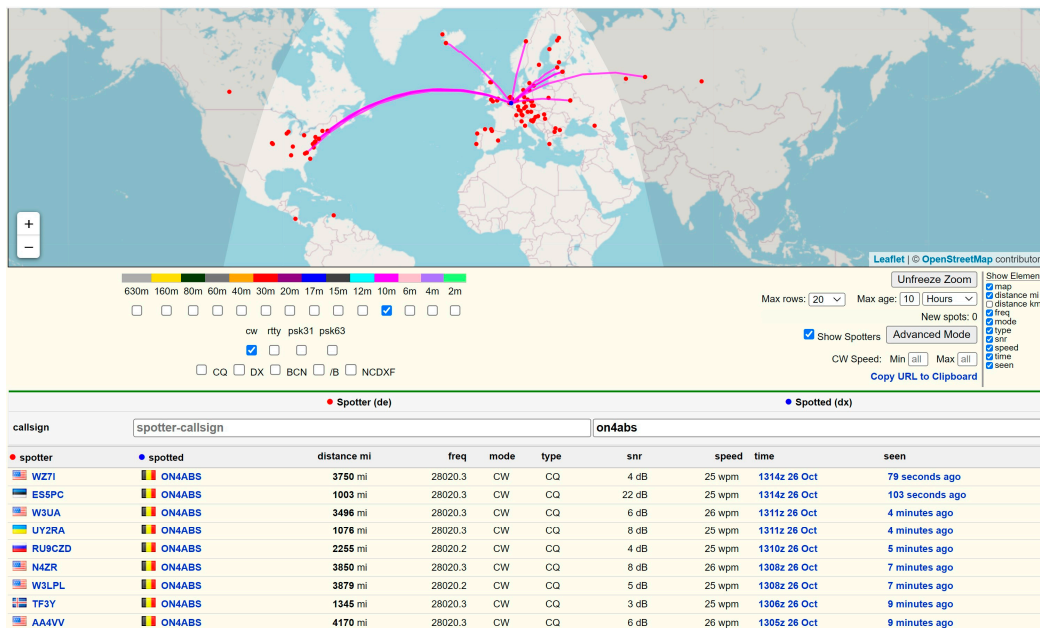 +
−
Leaflet | © OpenStreetMap contributor
630m 160m 80m 60m 40m 30m 20m 17m 15m 12m 10m 6m 4m 2m
cw rtty psk31 psk63
CQ DX BCN /B NCDXF
Unfreeze Zoom
Max rows: 20 Max age: 10 Hours
New spots: 0
Show Spotters Advanced Mode
CW Speed: Min all Max all
Copy URL to Clipboard
Show Elemen
map
distance mi
distance km
freq
mode
type
snr
speed
time
seen
Spotter (de) Spotted (dx)
callsign spotter-callsign on4abs
spotter spotted distance mi freq mode type snr speed time seen
WZ7I ON4ABS 3750 mi 28020.3 CW CQ 4 dB 25 wpm 1314z 26 Oct 79 seconds ago
ES5PC ON4ABS 1003 mi 28020.3 CW CQ 22 dB 25 wpm 1314z 26 Oct 103 seconds ago
W3UA ON4ABS 3496 mi 28020.3 CW CQ 6 dB 26 wpm 1311z 26 Oct 4 minutes ago
UY2RA ON4ABS 1076 mi 28020.3 CW CQ 8 dB 25 wpm 1311z 26 Oct 4 minutes ago
RU9CZD ON4ABS 2255 mi 28020.2 CW CQ 4 dB 25 wpm 1310z 26 Oct 5 minutes ago
N4ZR ON4ABS 3850 mi 28020.3 CW CQ 8 dB 26 wpm 1308z 26 Oct 7 minutes ago
W3LPL ON4ABS 3879 mi 28020.2 CW CQ 5 dB 25 wpm 1308z 26 Oct 7 minutes ago
TF3Y ON4ABS 1345 mi 28020.3 CW CQ 3 dB 25 wpm 1306z 26 Oct 9 minutes ago
AA4VV ON4ABS 4170 mi 28020.3 CW CQ 6 dB 26 wpm 1305z 26 Oct 9 minutes ago